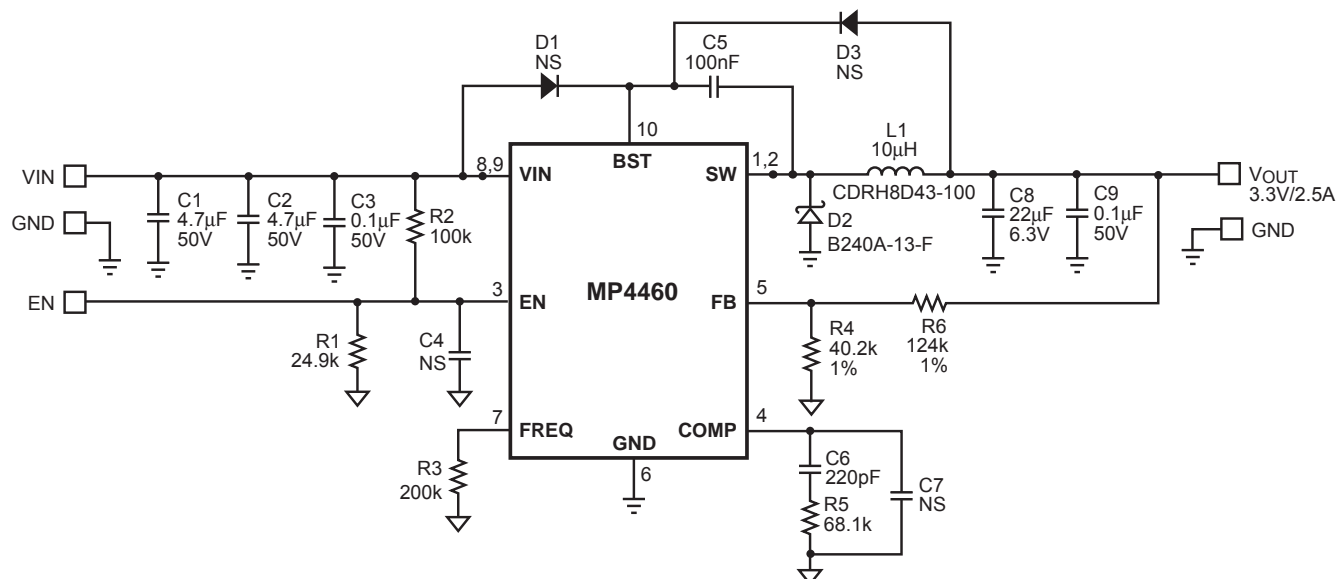 D1
NS
C5
100nF
D3
NS
10
BST
VIN
8,9
VIN
1,2
SW
L1
10µH
CDRH8D43-100
VOUT
3.3V/2.5A
C1
4.7µF
50V
C2
4.7µF
50V
C3
0.1µF
50V
R2
100k
D2
B240A-13-F
C8
22µF
6.3V
C9
0.1µF
50V
GND
GND
EN
3
EN
MP4460
FB
5
R1
24.9k
C4
NS
R4
40.2k
1%
R6
124k
1%
7
FREQ
GND
6
COMP
4
R3
200k
C6
220pF
R5
68.1k
C7
NS